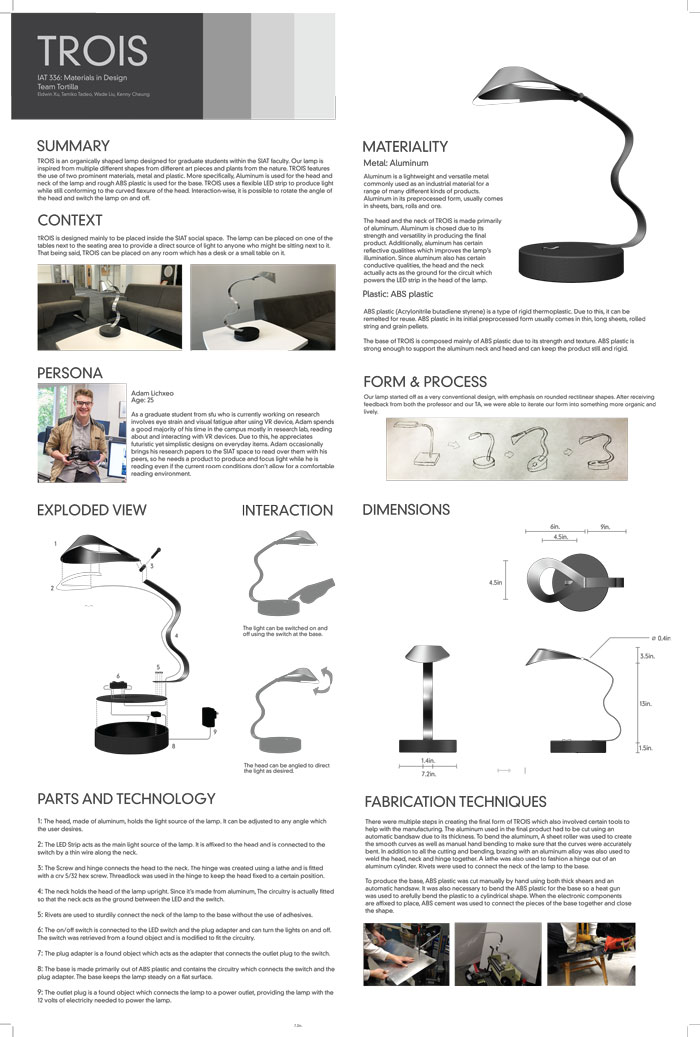 TROIS
IAT 336: Materials in Design
Team Tortilla
Eldwin Xu, Tamiko Tadeo, Wade Liu, Kenny Cheung
SUMMARY
TROIS is an organically shaped lamp designed for graduate students within the SIAT faculty. Our lamp is
inspired from multiple different shapes from different art pieces and plants from the nature. TROIS features
the use of two prominent materials, metal and plastic. More specifically, Aluminum is used for the head and
neck of the lamp and rough ABS plastic is used for the base. TROIS uses a flexible LED strip to produce light
while still conforming to the curved flexure of the head. Interaction-wise, it is possible to rotate the angle of
the head and switch the lamp on and off.
CONTEXT
TROIS is designed mainly to be placed inside the SIAT social space. The lamp can be placed on one of the
tables next to the seating area to provide a direct source of light to anyone who might be sitting next to it.
That being said, TROIS can be placed on any room which has a desk or a small table on it.
PERSONA
Adam Lichxeo
Age: 25
As a graduate student from sfu who is currently working on research
involves eye strain and visual fatigue after using VR device, Adam spends
a good majority of his time in the campus mostly in research labs, reading
about and interacting with VR devices. Due to this, he appreciates
futuristic yet simplistic designs on everyday items. Adam occasionally
brings his research papers to the SIAT space to read over them with his
peers, so he needs a product to produce and focus light while he is
reading even if the current room conditions don't allow for a comfortable
reading environment.
EXPLODED VIEW
1
2
3
4
5
6
7
8
9
INTERACTION
The light can be switched on and
off using the switch at the base.
The head can be angled to direct
the light as desired.
PARTS AND TECHNOLOGY
1: The head, made of aluminum, holds the light source of the lamp. It can be adjusted to any angle which
the user desires.
2: The LED Strip acts as the main light source of the lamp. It is affixed to the head and is connected to the
switch by a thin wire along the neck.
3: The Screw and hinge connects the head to the neck. The hinge was created using a lathe and is fitted
with a crv 5/32 hex screw. Threadlock was used in the hinge to keep the head fixed to a certain position.
4: The neck holds the head of the lamp upright. Since it's made from aluminum, The circuitry is actually fitted
so that the neck acts as the ground between the LED and the switch.
5: Rivets are used to sturdily connect the neck of the lamp to the base without the use of adhesives.
6: The on/off switch is connected to the LED switch and the plug adapter and can turn the lights on and off.
The switch was retrieved from a found object and is modified to fit the circuitry.
7: The plug adapter is a found object which acts as the adapter that connects the outlet plug to the switch.
8: The base is made primarily out of ABS plastic and contains the circuitry which connects the switch and the
plug adapter. The base keeps the lamp steady on a flat surface.
9: The outlet plug is a found object which connects the lamp to a power outlet, providing the lamp with the
12 volts of electricity needed to power the lamp.
MATERIALITY
Metal: Aluminum
Aluminum is a lightweight and versatile metal
commonly used as an industrial material for a
range of many different kinds of products.
Aluminum in its preprocessed form, usually comes
in sheets, bars, rolls and ore.
The head and the neck of TROIS is made primarily
of aluminum. Aluminum is chosed due to its
strength and versatility in producing the final
product. Additionally, aluminum has certain
reflective qualitites which improves the lamp's
illumination. Since aluminum also has certain
conductive qualities, the head and the neck
actually acts as the ground for the circuit which
powers the LED strip in the head of the lamp.
Plastic: ABS plastic
ABS plastic (Acrylonitrile butadiene styrene) is a type of rigid thermoplastic. Due to this, it can be
remelted for reuse. ABS plastic in its initial preprocessed form usually comes in thin, long sheets, rolled
string and grain pellets.
The base of TROIS is composed mainly of ABS plastic due to its strength and texture. ABS plastic is
strong enough to support the aluminum neck and head and can keep the product still and rigid.
FORM & PROCESS
Our lamp started off as a very conventional design, with emphasis on rounded rectilinear shapes. After receiving
feedback from both the professor and our TA, we were able to iterate our form into something more organic and
lively.
DIMENSIONS
6in.
9in.
4.5in.
4.5in
ø 0.4in
3.5in.
13in.
1.5in.
1.4in.
7.2in.
FABRICATION TECHNIQUES
There were multiple steps in creating the final form of TROIS which also involved certain tools to
help with the manufacturing. The aluminum used in the final product had to be cut using an
automatic bandsaw due to its thickness. To bend the aluminum, A sheet roller was used to create
the smooth curves as well as manual hand bending to make sure that the curves were accurately
bent. In addition to all the cutting and bending, brazing with an aluminum alloy was also used to
weld the head, neck and hinge together. A lathe was also used to fashion a hinge out of an
aluminum cylinder. Rivets were used to connect the neck of the lamp to the base.
To produce the base, ABS plastic was cut manually by hand using both thick shears and an
automatic handsaw. It was also necessary to bend the ABS plastic for the base so a heat gun
was used to arefully bend the plastic to a cylindrical shape. When the electronic components
are affixed to place, ABS cement was used to connect the pieces of the base together and close
the shape.